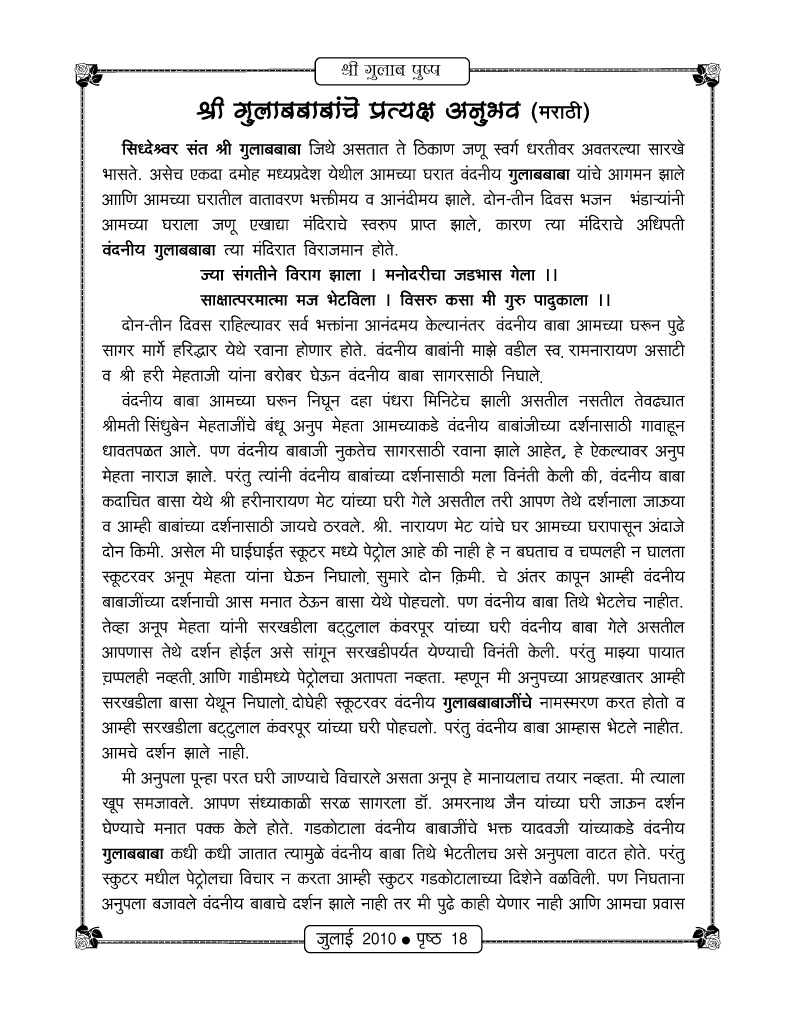 श्री गुलाब पुष्प
श्री गुलाबबाबांचे प्रत्यक्ष अनुभव (मराठी)
सिध्देश्वर संत श्री गुलाबबाबा जिथे असतात ते ठिकाण जणू स्वर्ग धरतीवर अवतरल्या सारखे
भासते. असेच एकदा दमोह मध्यप्रदेश येथील आमच्या घरात वंदनीय गुलाबबाबा यांचे आगमन झाले
आाणि आमच्या घरातील वातावरण भक्तीमय व आनंदीमय झाले. दोन-तीन दिवस भजन भंडाऱ्यांनी
आमच्या घराला जणू एखाद्या मंदिराचे स्वरुप प्राप्त झाले, कारण त्या मंदिराचे अधिपती
वंदनीय गुलाबबाबा त्या मंदिरात विराजमान होते.
ज्या संगतीने विराग झाला । मनोदरीचा जडभास गेला ।।
साक्षात्परमात्मा मज भेटविला । विसरु कसा मी गुरु पादुकाला ।।
दोन-तीन दिवस राहिल्यावर सर्व भक्तांना आनंदमय केल्यानंतर वंदनीय बाबा आमच्या घरून पुढे
सागर मार्गे हरिद्धार येथे रवाना होणार होते. वंदनीय बाबांनी माझे वडील स्व. रामनारायण असाटी
व श्री हरी मेहताजी यांना बरोबर घेऊन वंदनीय बाबा सागरसाठी निघाले.
वंदनीय बाबा आमच्या घरून निघून दहा पंधरा मिनिटेच झाली असतील नसतील तेवढ्यात
श्रीमती सिंधुबेन मेहताजींचे बंधू अनुप मेहता आमच्याकडे वंदनीय बाबांजीच्या दर्शनासाठी गावाहून
धावतपळत आले. पण वंदनीय बाबाजी नुकतेच सागरसाठी रवाना झाले आहेत, हे ऐकल्यावर अनुप
मेहता नाराज झाले. परंतु त्यांनी वंदनीय बाबांच्या दर्शनासाठी मला विनंती केली की, वंदनीय बाबा
कदाचित बासा येथे श्री हरीनारायण मेट यांच्या घरी गेले असतील तरी आपण तेथे दर्शनाला जाऊया
व आम्ही बाबांच्या दर्शनासाठी जायचे ठरवले. श्री. नारायण मेट यांचे घर आमच्या घरापासून अंदाजे
दोन किमी. असेल मी घाईघाईत स्कूटर मध्ये पेट्रोल आहे की नाही हे न बघताच व चप्पलही न घालता
स्कूटरवर अनूप मेहता यांना घेऊन निघालो. सुमारे दोन क्रिमी. चे अंतर कापून आम्ही वंदनीय
बाबाजींच्या दर्शनाची आस मनात ठेऊन बासा येथे पोहचलो. पण वंदनीय बाबा तिथे भेटलेच नाहीत.
तेव्हा अनूप मेहता यांनी सरखडीला बट्टुलाल कंवरपूर यांच्या घरी वंदनीय बाबा गेले असतील
आपणास तेथे दर्शन होईल असे सांगून सरखडीपर्यत येण्याची विनंती केली. परंतु माझ्या पायात
चप्पलही नव्हती. आणि गाडीमध्ये पेट्रोलचा अतापता नव्हता. म्हणून मी अनुपच्या आग्रहखातर आम्ही
सरखडीला बासा येथून निघालो. दोघेही स्कूटरवर वंदनीय गुलाबबाबाजींचे नामस्मरण करत होतो व
आम्ही सरखडीला बट्टुलाल कंवरपूर यांच्या घरी पोहचलो. परंतु वंदनीय बाबा आम्हास भेटले नाहीत.
आमचे दर्शन झाले नाही.
मी अनुपला पून्हा परत घरी जाण्याचे विचारले असता अनूप हे मानायलाच तयार नव्हता. मी त्याला
खूप समजावले. आपण संध्याकाळी सरळ सागरला डॉ. अमरनाथ जैन यांच्या घरी जाऊन दर्शन
घेण्याचे मनात पक्क केले होते. गडकोटाला वंदनीय बाबाजींचे भक्त यादवजी यांच्याकडे वंदनीय
गुलाबबाबा कधी कधी जातात त्यामुळे वंदनीय बाबा तिथे भेटतीलच असे अनुपला वाटत होते. परंतु
स्कुटर मधील पेट्रोलचा विचार न करता आम्ही स्कुटर गडकोटालाच्या दिशेने वळविली. पण निघताना
अनुपला बजावले वंदनीय बाबाचे दर्शन झाले नाही तर मी पुढे काही येणार नाही आणि आमचा प्रवास
जुलाई 2010 ● पृष्ठ 18